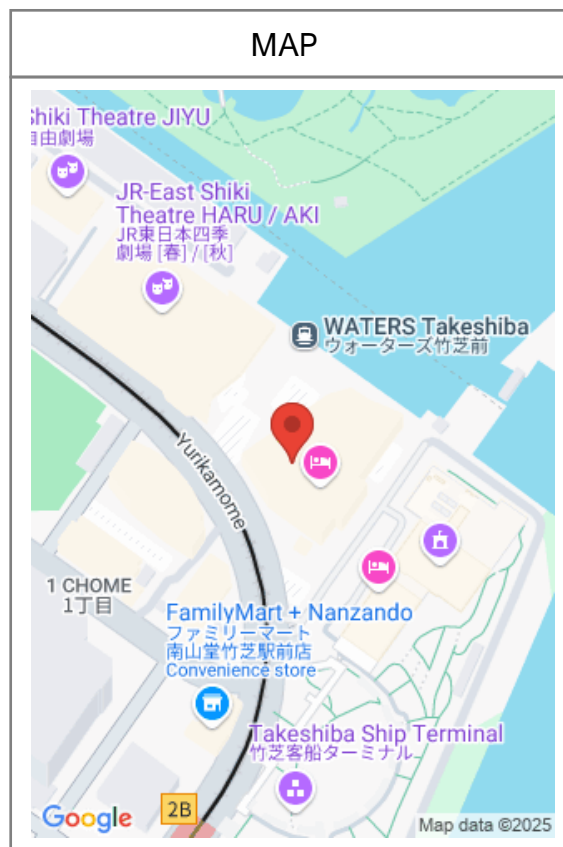 MAP
Shiki Theatre JIYU
自由劇場
JR-East Shiki
Theatre HARU / AKI
JR東日本四季
劇場 [春] / [秋]
WATERS Takeshiba
ウォーターズ竹芝前
Yurikamome
1 CHOME
1丁目
FamilyMart + Nanzando
ファミリーマート
南山堂竹芝駅前店
Convenience store
Takeshiba Ship Terminal
竹芝客船ターミナル
2B
Google
Map data ©2025